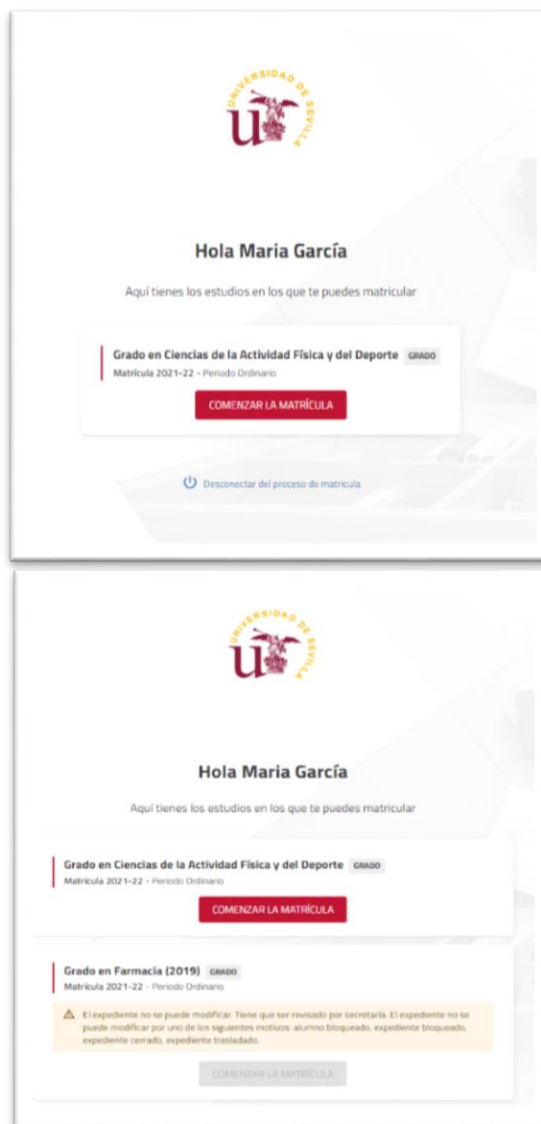 UNIVERSIDAD DE SEVILLA
Hola Maria García
Aquí tienes los estudios en los que te puedes matricular
Grado en Ciencias de la Actividad Física y del Deporte GRADO
Matrícula 2021-22 - Periodo Ordinario
COMENZAR LA MATRÍCULA
Desconectar del proceso de matrícula
UNIVERSIDAD DE SEVILLA
Hola Maria García
Aquí tienes los estudios en los que te puedes matricular
Grado en Ciencias de la Actividad Física y del Deporte GRADO
Matrícula 2021-22 - Periodo Ordinario
COMENZAR LA MATRÍCULA
Grado en Farmacia (2019) GRADO
Matrícula 2021-22 - Periodo Ordinario
El expediente no se puede modificar. Tiene que ser revisado por secretaría. El expediente no se
puede modificar por uno de los siguientes motivos: alumno bloqueado, expediente bloqueado,
expediente cerrado, expediente trasladado.
COMENZAR LA MATRÍCULA